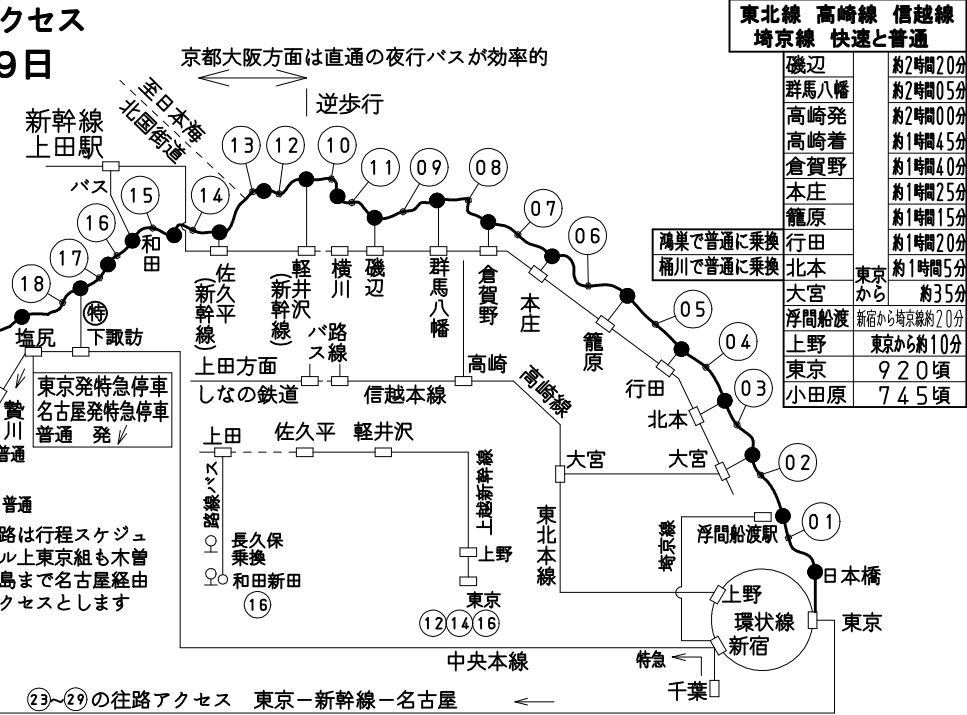 クセス
9日
京都大阪方面は直通の夜行バスが効率的
至日本海
北国街道
逆歩行
新幹線
上田駅
バス
18
17
16
15
和田
14
13
12
10
11
09
08
07
06
05
04
03
02
01
特
塩尻
下諏訪
佐久平
(新幹線)
軽井沢
(新幹線)
横川
磯辺
群馬八幡
倉賀野
本庄
籠原
行田
北本
大宮
浮間船渡駅
日本橋
東北線 高崎線 信越線
埼京線 快速と普通
磯辺 約2時間20分
群馬八幡 約2時間05分
高崎発 約2時間00分
高崎着 約1時間45分
倉賀野 約1時間40分
本庄 約1時間25分
籠原 約1時間15分
鴻巣で普通に乗換 行田 約1時間20分
桶川で普通に乗換 北本 約1時間5分
東京から
大宮 約35分
浮間船渡 新宿から埼京線約20分
上野 東京から約10分
東京 920頃
小田原 745頃
東京発特急停車
名古屋発特急停車
普通 発
贄川
普通
普通
上田方面
しなの鉄道
路線バス
信越本線
高崎
高崎線
大宮
東北本線
埼京線
上田
佐久平
軽井沢
上越新幹線
上野
東京
12 14 16
路線バス
長久保
乗換
和田新田
16
路は行程スケジュ
ル上東京組も木曽
島まで名古屋経由
クセスとします
上野
環状線
新宿
東京
特急
千葉
中央本線
23~29の往路アクセス 東京-新幹線-名古屋